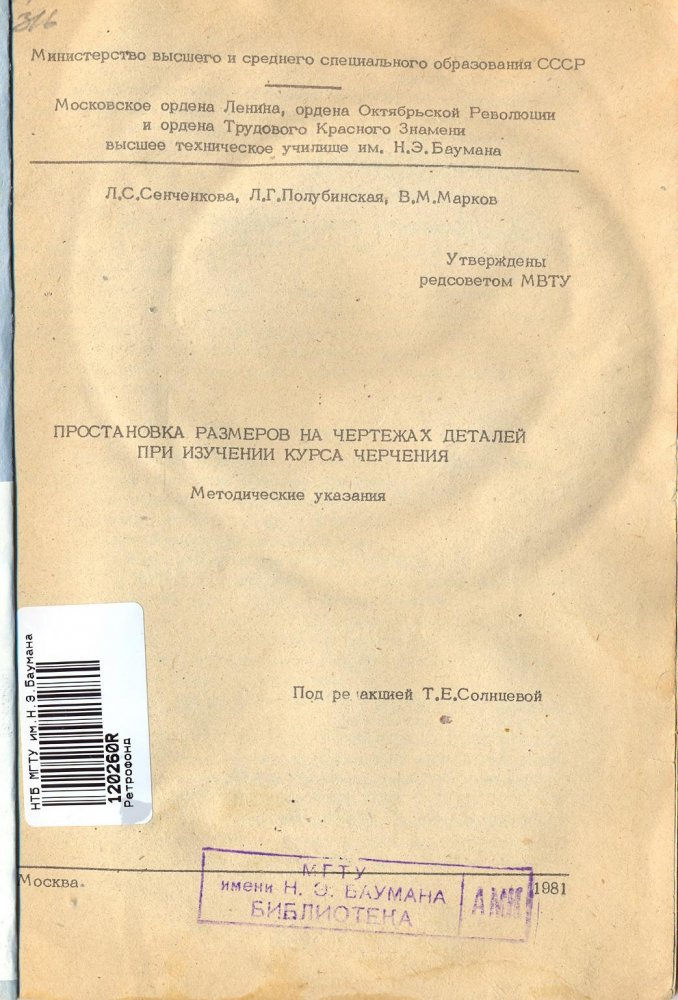 316
Министерство высшего и среднего специального образования СССР
Московское ордена Ленина, ордена Октябрьской Революции
и ордена Трудового Красного Знамени
высшее техническое училище им. Н.Э.Баумана
Л.С.Сенченкова, Л.Г.Полубинская, В.М.Марков
Утверждены
редсоветом МВТУ
ПРОСТАНОВКА РАЗМЕРОВ НА ЧЕРТЕЖАХ ДЕТАЛЕЙ
ПРИ ИЗУЧЕНИИ КУРСА ЧЕРЧЕНИЯ
Методические указания
Под редакцией Т.Е.Солнцевой
НТБ МГТУ им.Н.Э.Баумана
120260R
Ретрофонд
Москва
1981
МГТУ
имени Н. Э. БАУМАНА
БИБЛИОТЕКА